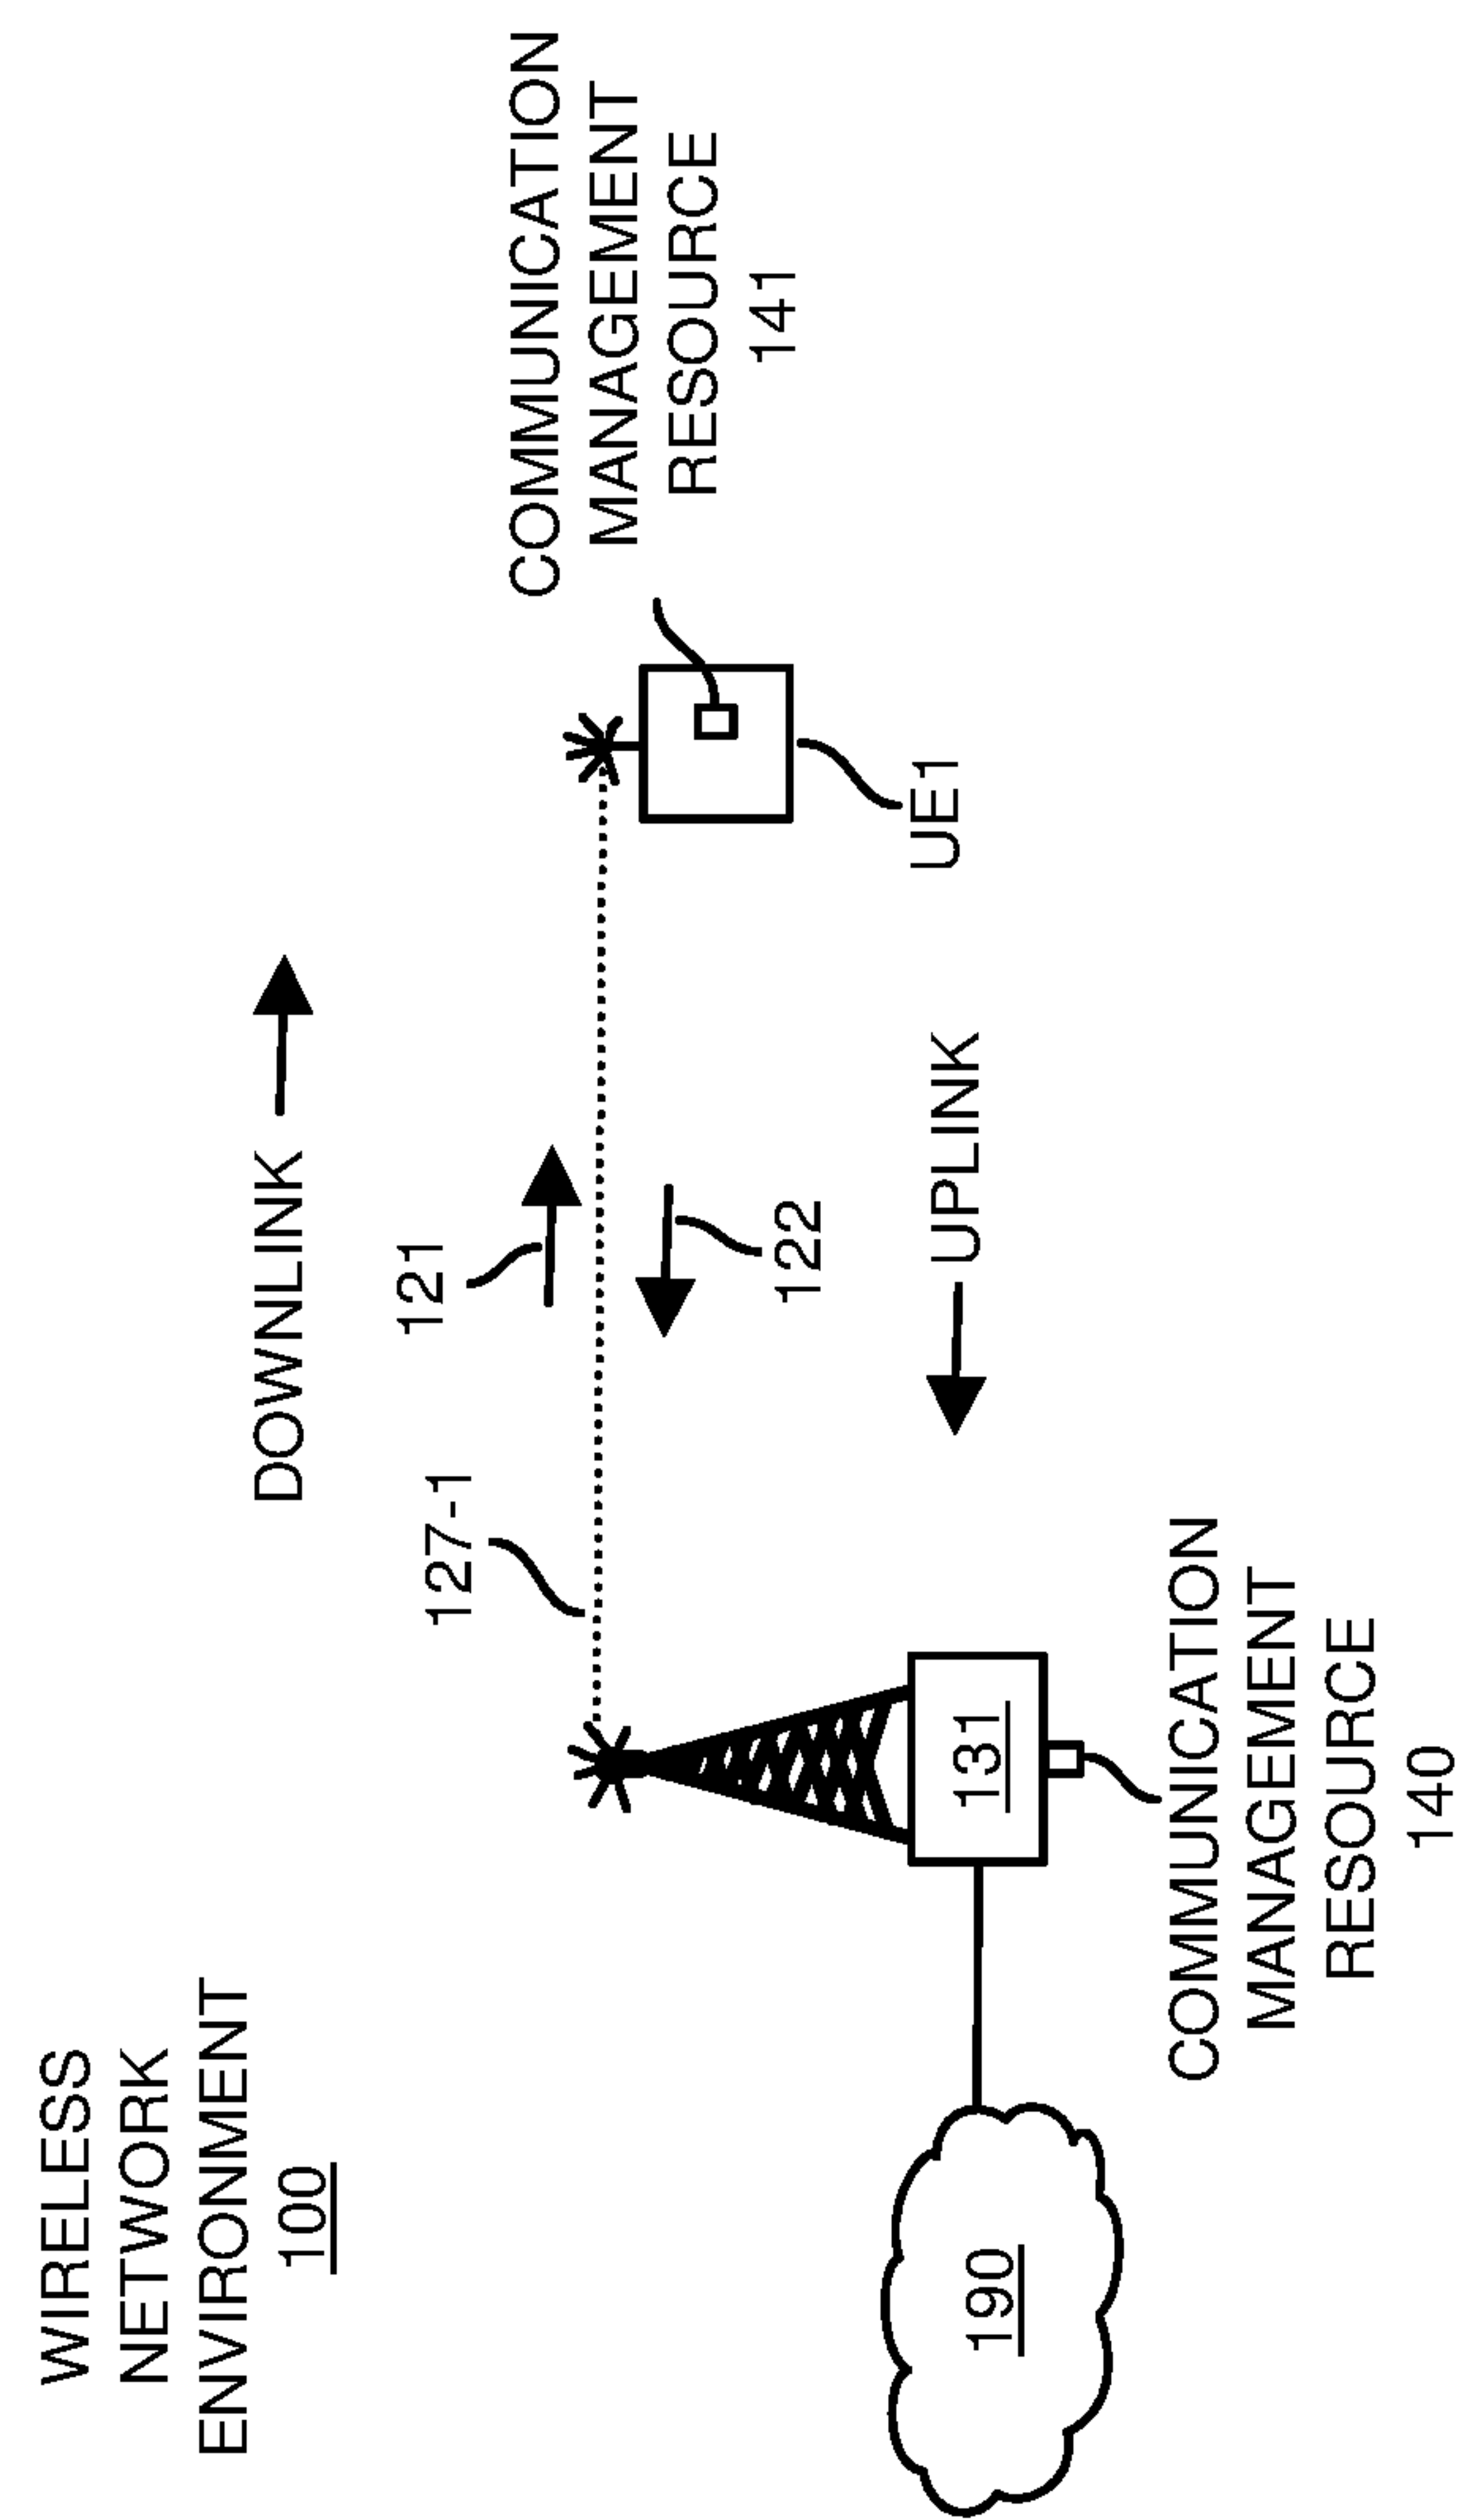 WIRELESS
NETWORK
ENVIRONMENT
100
DOWNLINK
121
127-1
122
UPLINK
COMMUNICATION
MANAGEMENT
RESOURCE
141
UE1
131
190
COMMUNICATION
MANAGEMENT
RESOURCE
140